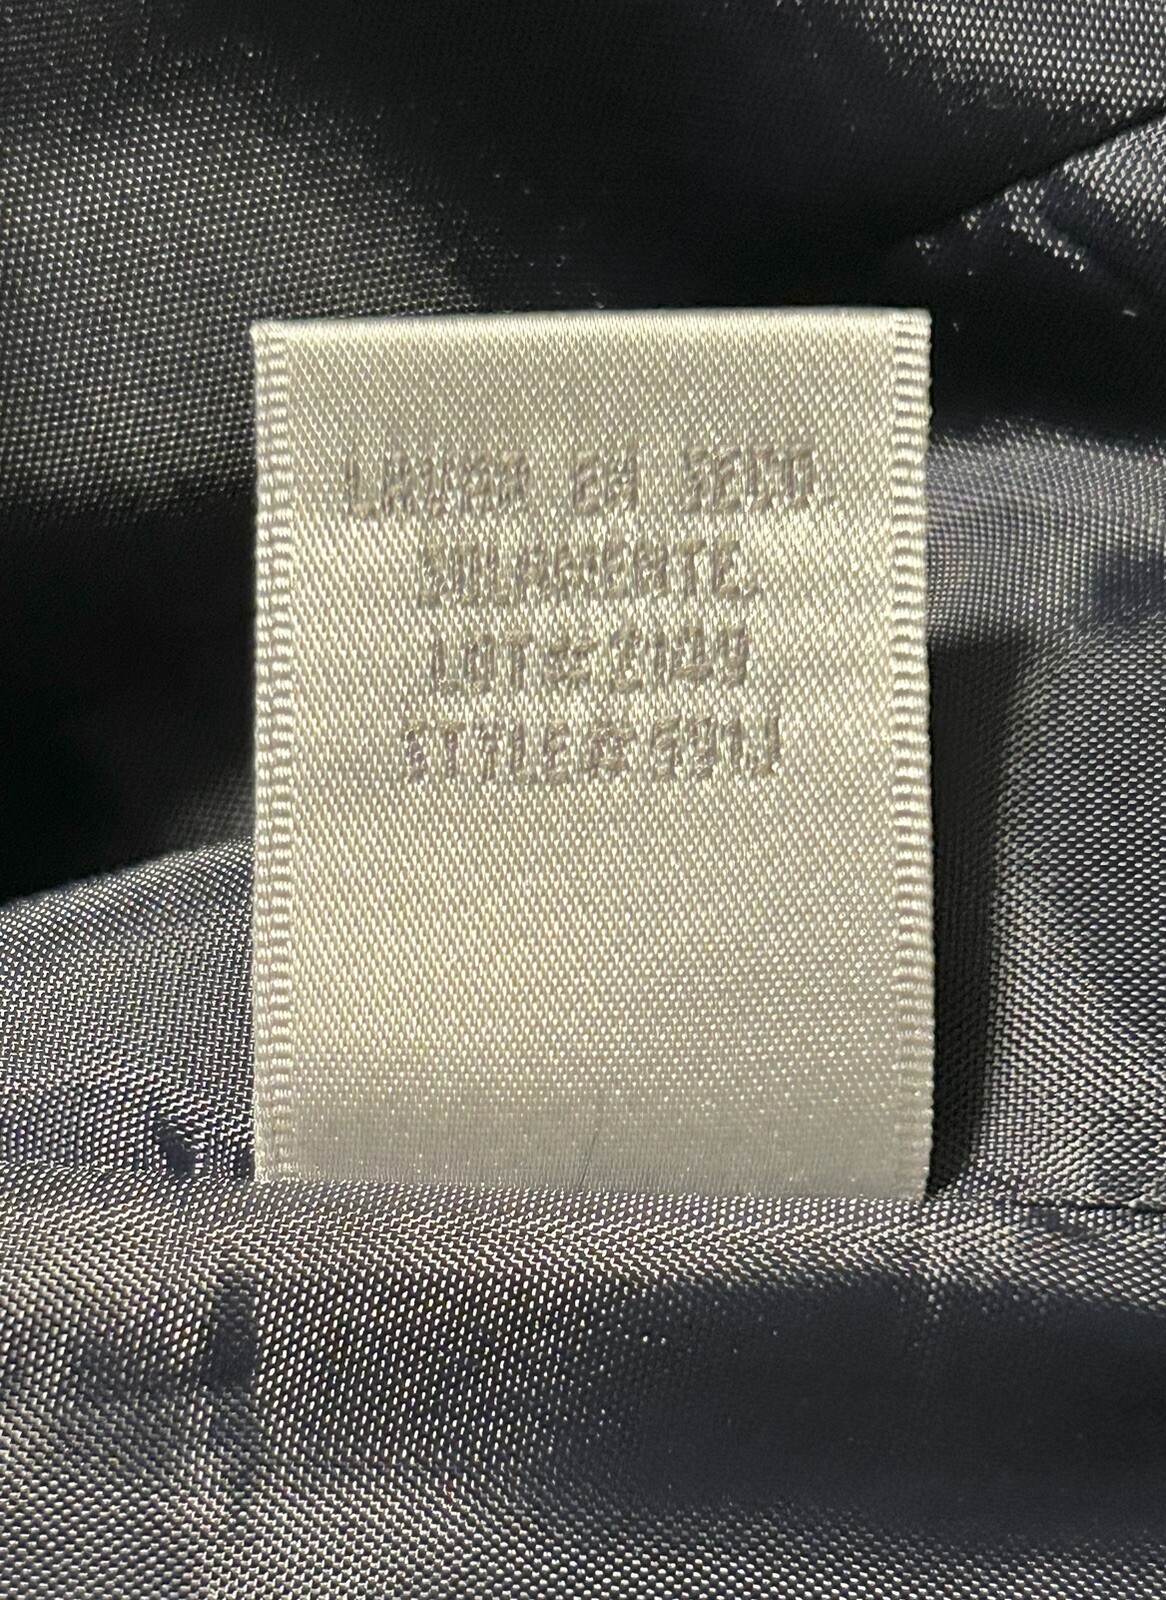 LAVAR EN SECO.
SOLAMENTE.
LOT#
STYLE#